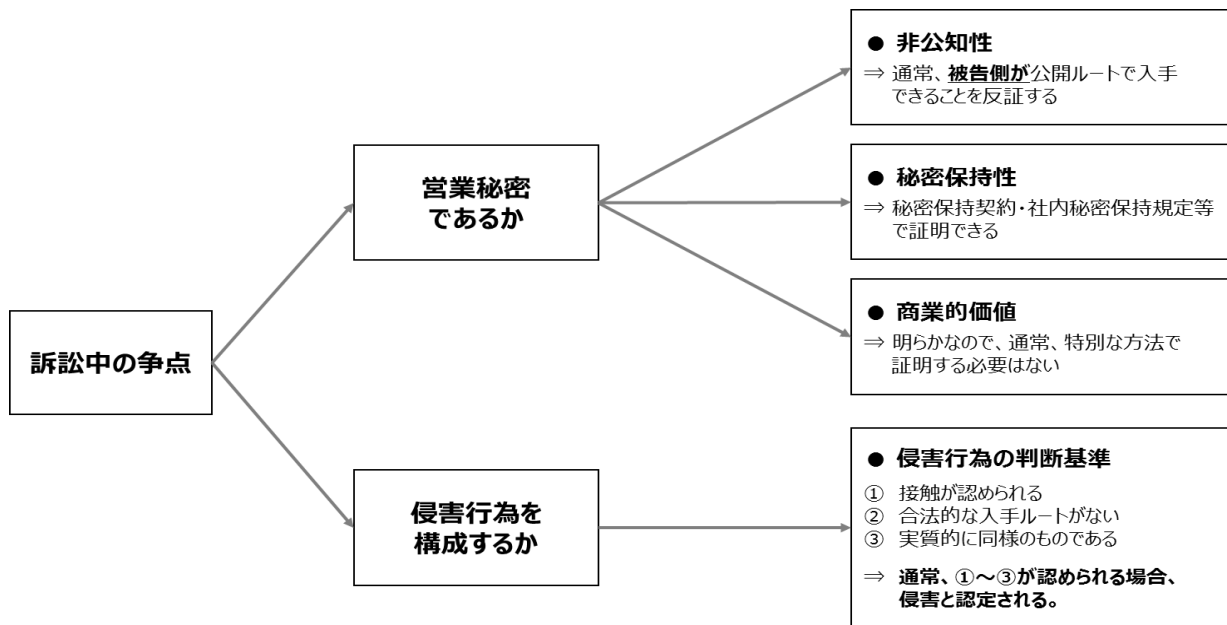 訴訟中の争点
営業秘密
であるか
● 非公知性
⇒ 通常、被告側が公開ルートで入手
できることを反証する
● 秘密保持性
⇒ 秘密保持契約・社内秘密保持規定等
で証明できる
● 商業的価値
⇒ 明らかなので、通常、特別な方法で
証明する必要はない
侵害行為を
構成するか
● 侵害行為の判断基準
① 接触が認められる
② 合法的な入手ルートがない
③ 実質的に同様のものである
⇒ 通常、①~③が認められる場合、
侵害と認定される。